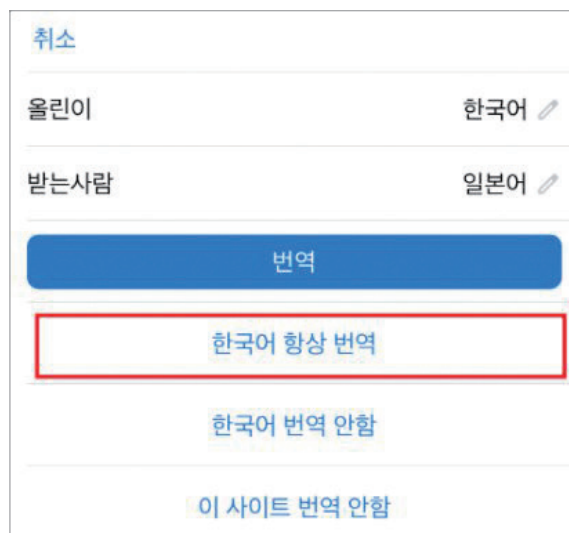 취소
올린이 한국어
받는사람 일본어
번역
한국어 항상 번역
한국어 번역 안함
이 사이트 번역 안함